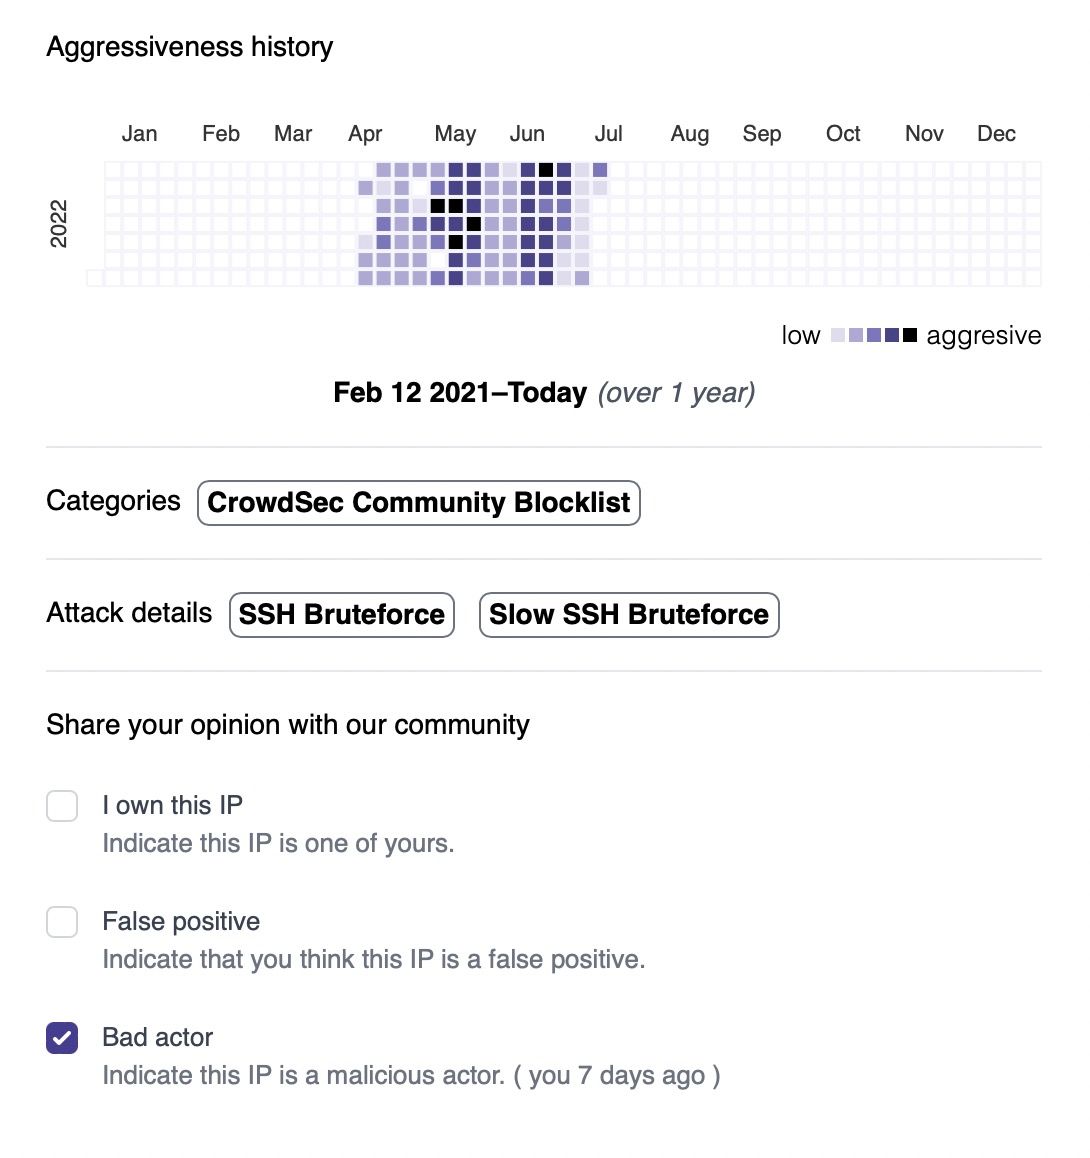 Aggressiveness history
Jan Feb Mar Apr May Jun Jul Aug Sep Oct Nov Dec
2022
low aggresive
Feb 12 2021–Today (over 1 year)
Categories CrowdSec Community Blocklist
Attack details SSH Bruteforce Slow SSH Bruteforce
Share your opinion with our community
I own this IP
Indicate this IP is one of yours.
False positive
Indicate that you think this IP is a false positive.
Bad actor
Indicate this IP is a malicious actor. ( you 7 days ago )